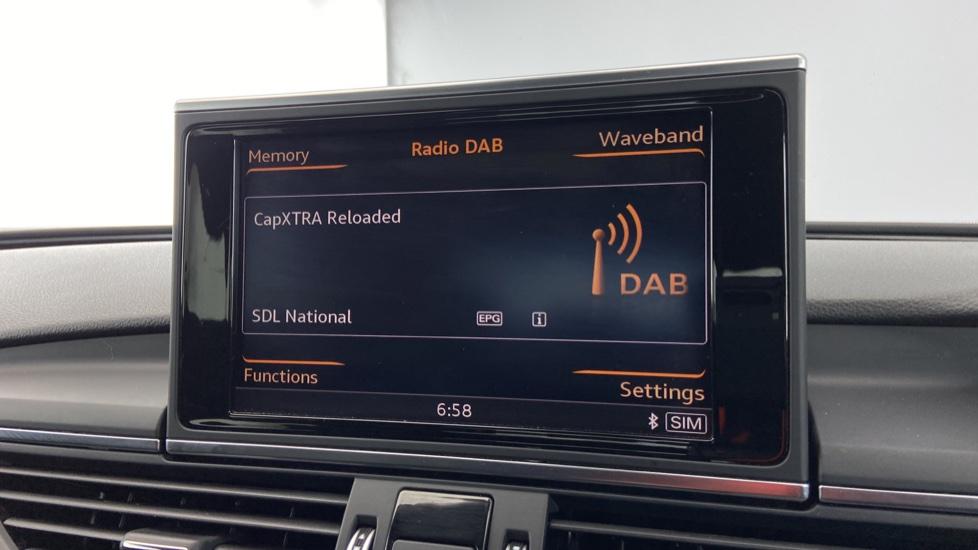 Memory
Radio DAB
Waveband
CapXTRA Reloaded
DAB
SDL National
EPG
i
Functions
Settings
6:58
SIM